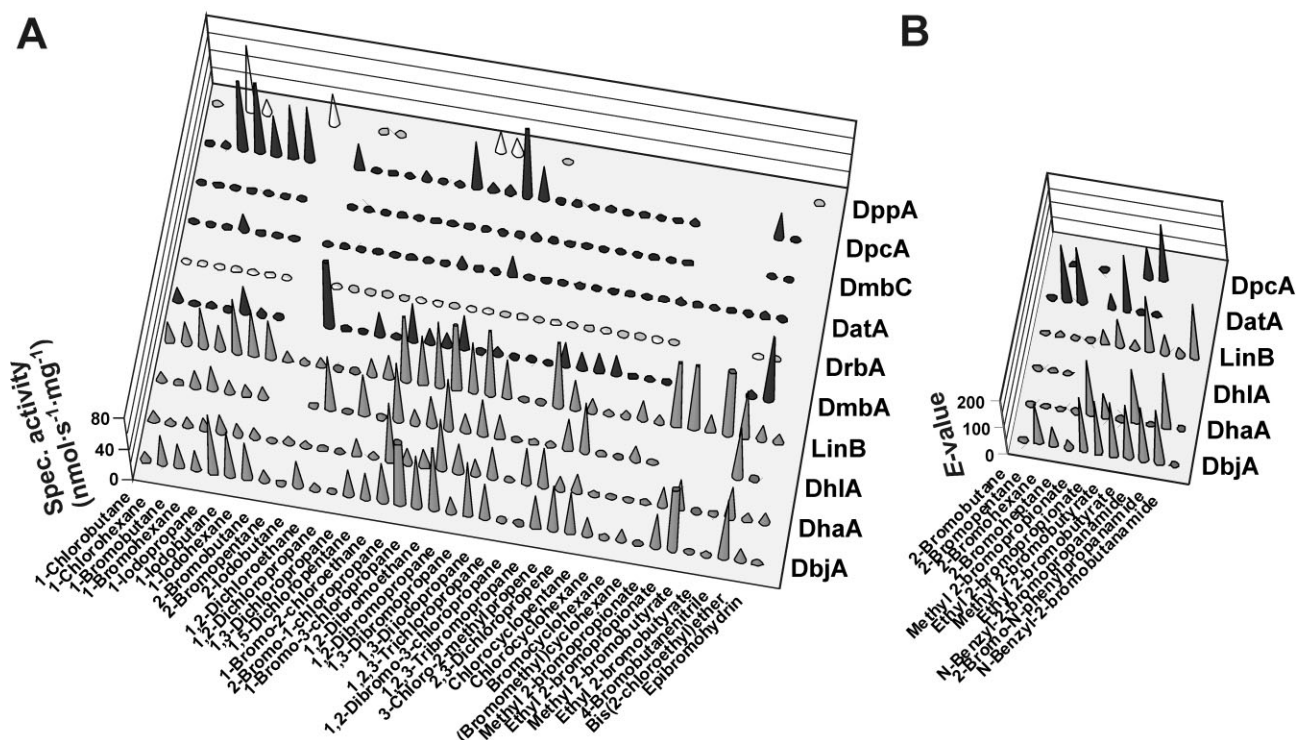 A
B
DppA
DpcA
DmbC
DatA
DrbA
DmbA
LinB
DhlA
DhaA
DbjA
Spec. activity
(nmol·s⁻¹·mg⁻¹)
80
40
0
1-Chlorobutane
1-Chlorohexane
1-Bromobutane
1-Bromohexane
1-Iodopropane
1-Iodobutane
1-Iodohexane
2-Bromobutane
2-Bromopentane
2-Iodobutane
1,2-Dichloroethane
1,2-Dichloropropane
1,3-Dichloropropane
1,5-Dichloropentane
1-Bromo-2-chloroethane
2-Bromo-1-chloropropane
1-Bromo-3-chloropropane
1,2-Dibromoethane
1,2-Dibromopropane
1,3-Dibromopropane
1,3-Diiodopropane
1,2,3-Trichloropropane
1,2-Dibromo-3-chloropropane
1,2,3-Tribromopropane
3-Chloro-2-methylpropene
2,3-Dichloropropene
Chlorocyclopentane
Chlorocyclohexane
Bromocyclohexane
(Bromomethyl)cyclohexane
Methyl 2-bromopropionate
Ethyl 2-bromopropionate
Methyl 2-bromobutyrate
Ethyl 2-bromobutyrate
4-Bromobutanenitrile
Bis(2-chloroethyl)ether
Epibromohydrin
DpcA
DatA
LinB
DhlA
DhaA
DbjA
E-value
200
100
0
2-Bromobutane
2-Bromopentane
2-Bromohexane
2-Bromoheptane
Methyl 2-bromopropionate
Ethyl 2-bromopropionate
Methyl 2-bromobutyrate
Ethyl 2-bromobutyrate
N-Benzyl 2-bromopropanamide
2-Bromo-N-Phenylpropanamide
N-Benzyl-2-bromobutanamide